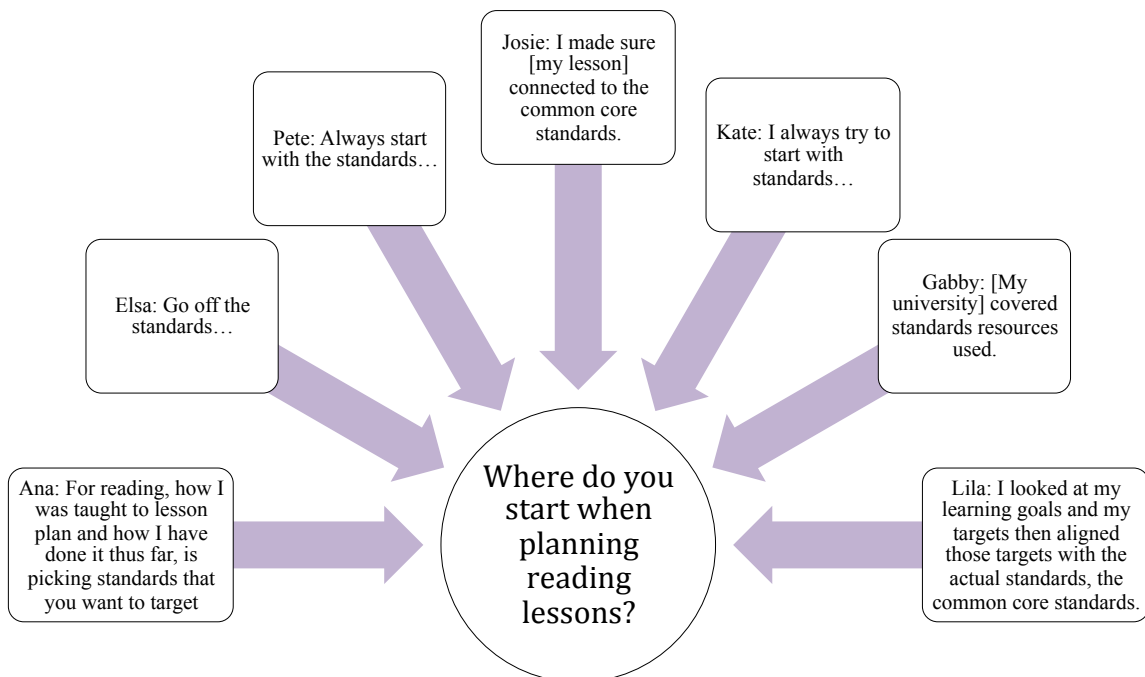 Ana: For reading, how I
was taught to lesson
plan and how I have
done it thus far, is
picking standards that
you want to target
Elsa: Go off the
standards…
Pete: Always start
with the standards…
Josie: I made sure
[my lesson]
connected to the
common core
standards.
Kate: I always try to
start with
standards…
Gabby: [My
university] covered
standards resources
used.
Lila: I looked at my
learning goals and my
targets then aligned
those targets with the
actual standards, the
common core standards.
Where do you
start when
planning
reading
lessons?